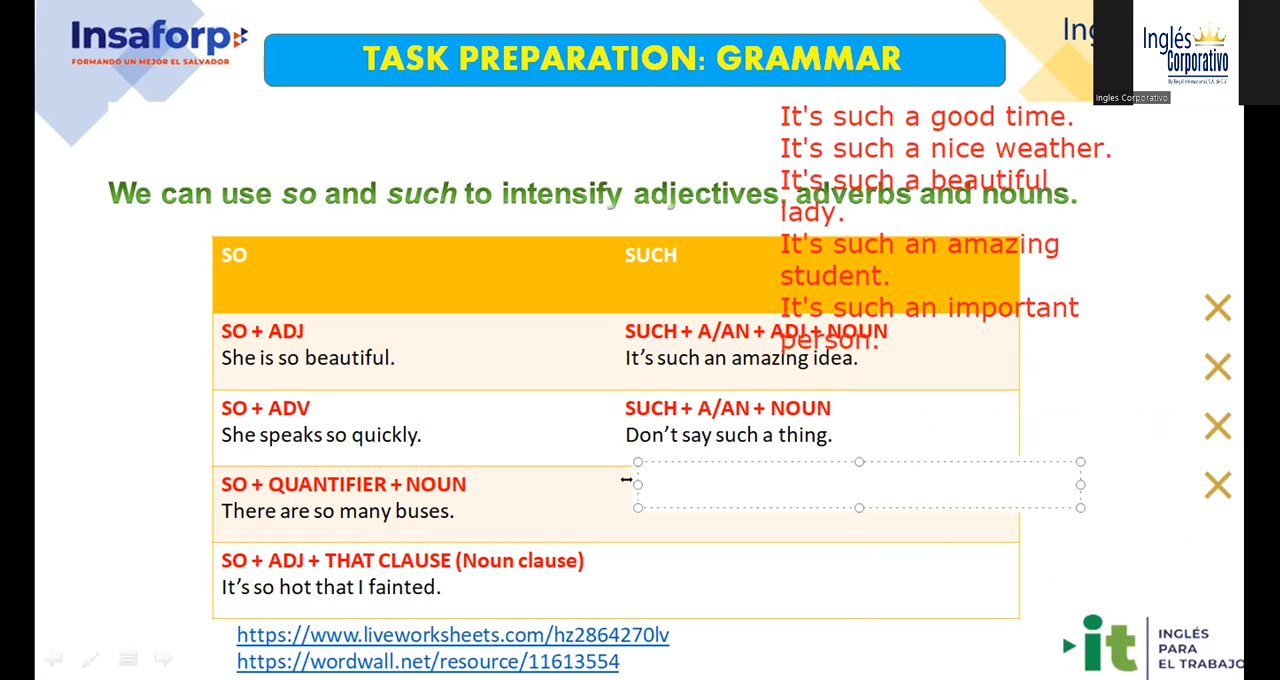 Insaforp
FORMANDO UN MEJOR EL SALVADOR
TASK PREPARATION: GRAMMAR
Inglés
Corporativo
Ingles Corporativo
It's such a good time.
It's such a nice weather.
It's such a beautiful
lady.
It's such an amazing
student.
It's such an important
person.
We can use so and such to intensify adjectives, adverbs and nouns.
SO
SUCH
SO + ADJ
She is so beautiful.
SUCH + A/AN + ADJ + NOUN
It’s such an amazing idea.
SO + ADV
She speaks so quickly.
SUCH + A/AN + NOUN
Don’t say such a thing.
SO + QUANTIFIER + NOUN
There are so many buses.
SO + ADJ + THAT CLAUSE (Noun clause)
It’s so hot that I fainted.
https://www.liveworksheets.com/hz2864270lv
https://wordwall.net/resource/11613554
it
INGLÉS
PARA
EL TRABAJO